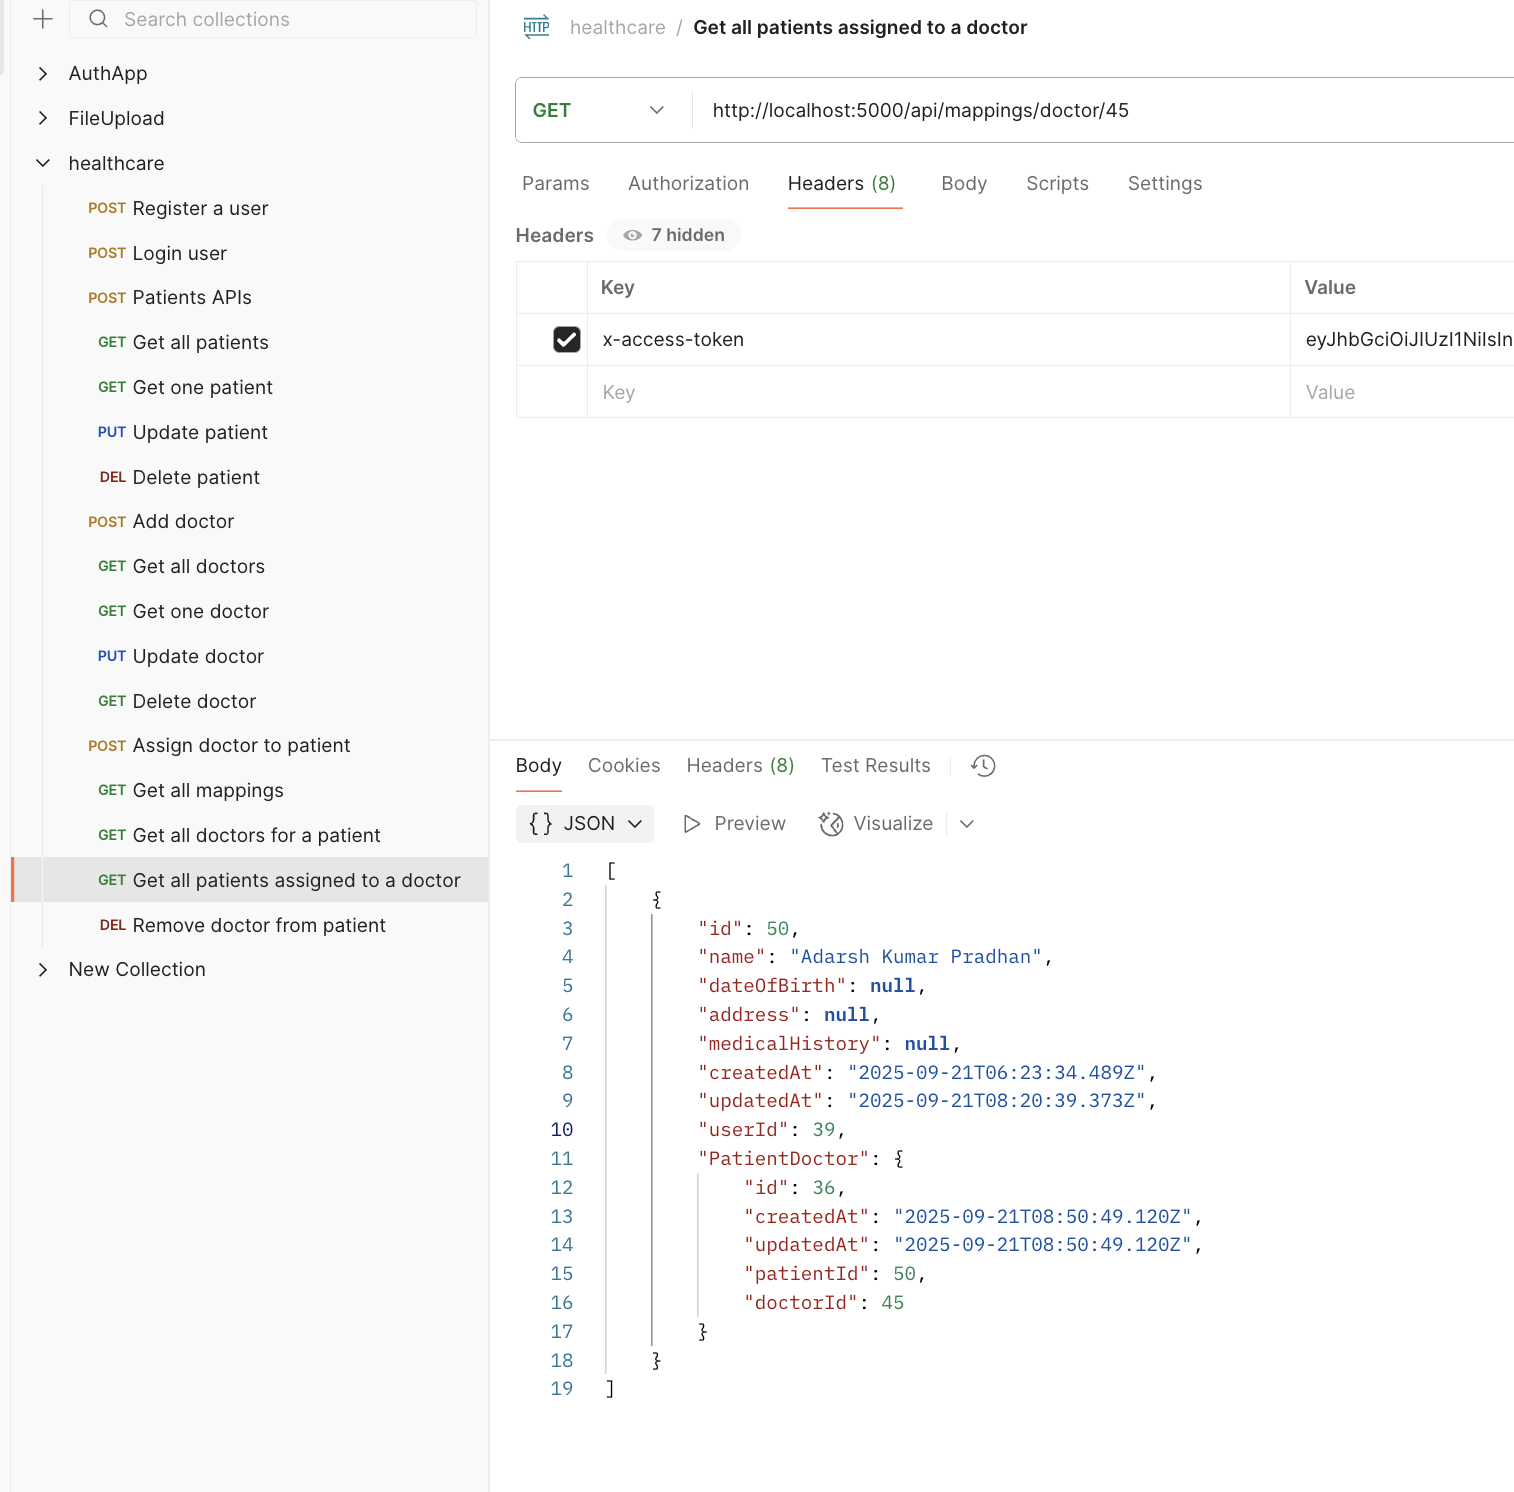 Search collections
AuthApp
FileUpload
healthcare
POST Register a user
POST Login user
POST Patients APIs
GET Get all patients
GET Get one patient
PUT Update patient
DEL Delete patient
POST Add doctor
GET Get all doctors
GET Get one doctor
PUT Update doctor
GET Delete doctor
POST Assign doctor to patient
GET Get all mappings
GET Get all doctors for a patient
GET Get all patients assigned to a doctor
DEL Remove doctor from patient
New Collection
HTTP healthcare / Get all patients assigned to a doctor
GET http://localhost:5000/api/mappings/doctor/45
Params Authorization Headers (8) Body Scripts Settings
Headers 7 hidden
Key Value
x-access-token eyJhbGciOiJIUzI1NiIsIn
Key Value
Body Cookies Headers (8) Test Results
{} JSON Preview Visualize
1 [
2 {
3 "id": 50,
4 "name": "Adarsh Kumar Pradhan",
5 "dateOfBirth": null,
6 "address": null,
7 "medicalHistory": null,
8 "createdAt": "2025-09-21T06:23:34.489Z",
9 "updatedAt": "2025-09-21T08:20:39.373Z",
10 "userId": 39,
11 "PatientDoctor": {
12 "id": 36,
13 "createdAt": "2025-09-21T08:50:49.120Z",
14 "updatedAt": "2025-09-21T08:50:49.120Z",
15 "patientId": 50,
16 "doctorId": 45
17 }
18 }
19 ]